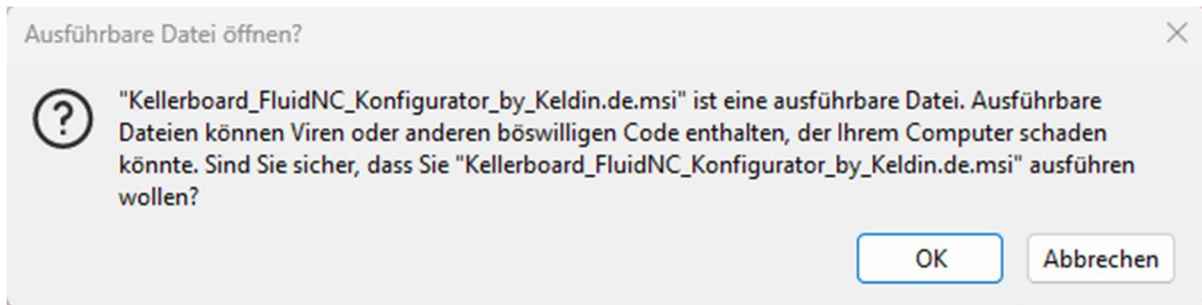 Ausführbare Datei öffnen?
"Kellerboard_FluidNC_Konfigurator_by_Keldin.de.msi" ist eine ausführbare Datei. Ausführbare
Dateien können Viren oder anderen böswilligen Code enthalten, der Ihrem Computer schaden
könnte. Sind Sie sicher, dass Sie "Kellerboard_FluidNC_Konfigurator_by_Keldin.de.msi" ausführen
wollen?
OK
Abbrechen